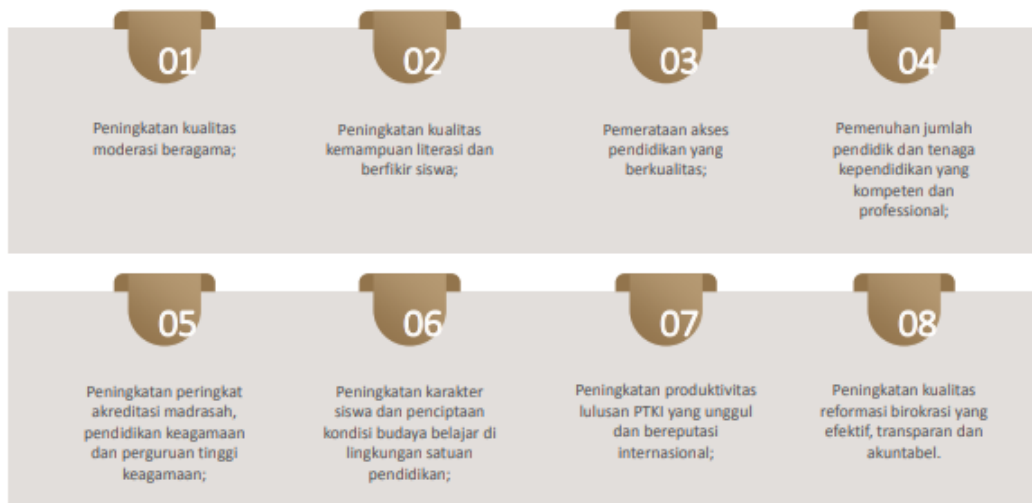 01
Peningkatan kualitas
moderasi beragama;
02
Peningkatan kualitas
kemampuan literasi dan
berfikir siswa;
03
Pemerataan akses
pendidikan yang
berkualitas;
04
Pemenuhan jumlah
pendidik dan tenaga
kependidikan yang
kompeten dan
professional;
05
Peningkatan peringkat
akreditasi madrasah,
pendidikan keagamaan
dan perguruan tinggi
keagamaan;
06
Peningkatan karakter
siswa dan penciptaan
kondisi budaya belajar di
lingkungan satuan
pendidikan;
07
Peningkatan produktivitas
lulusan PTKI yang unggul
dan bereputasi
internasional;
08
Peningkatan kualitas
reformasi birokrasi yang
efektif, transparan dan
akuntabel.